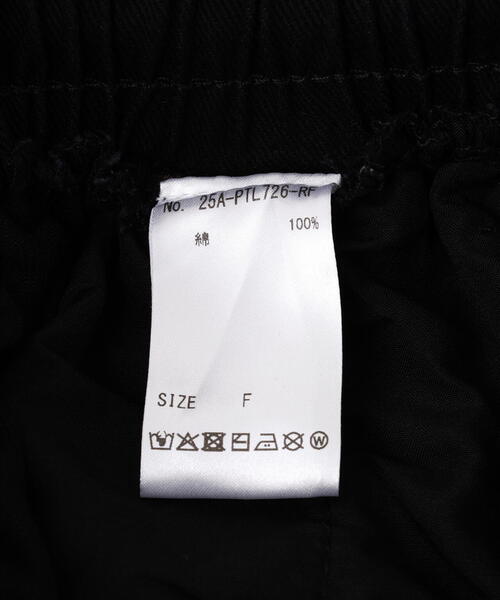 No. 25A-PTL726-RF
綿 100%
SIZE F
W